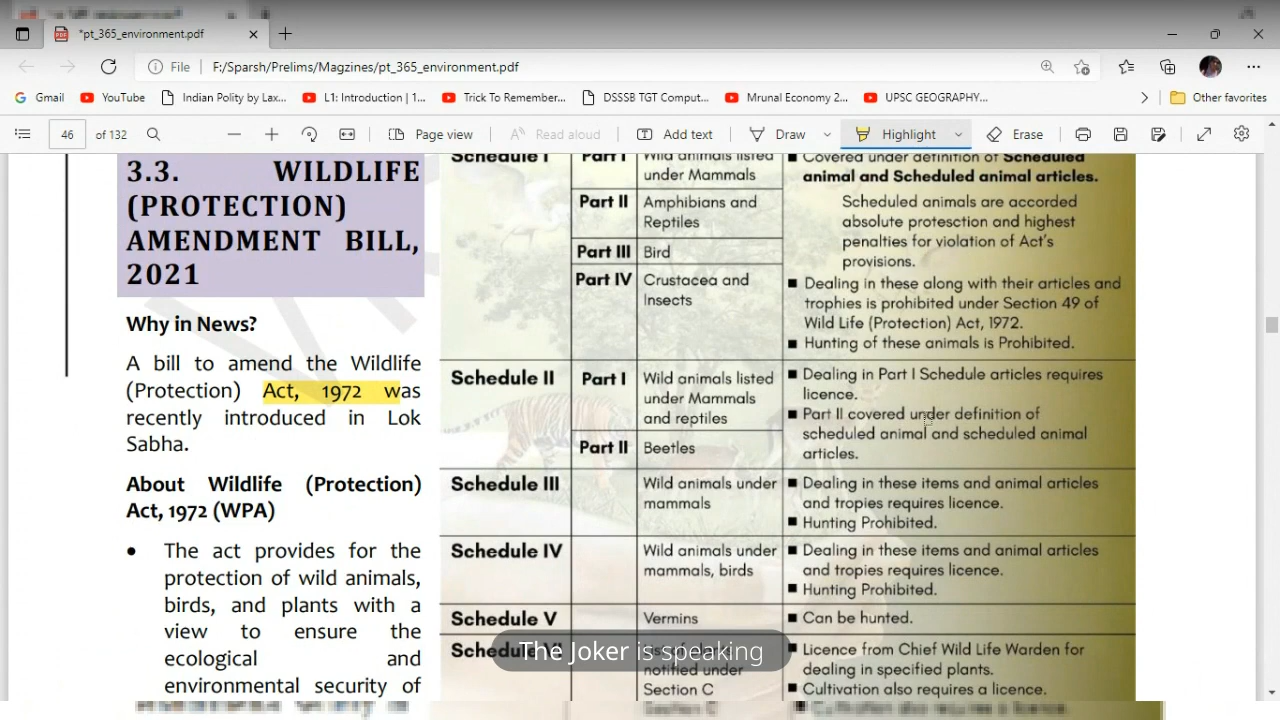 *pt_365_environment.pdf
File F:/Sparsh/Prelims/Magzines/pt_365_environment.pdf
Gmail YouTube Indian Polity by Lax... L1: Introduction | 1... Trick To Remember... DSSSB TGT Comput... Mrunal Economy 2... UPSC GEOGRAPHY... Other favorites
46 of 132 Page view Read aloud Add text Draw Highlight Erase
3.3. WILDLIFE
(PROTECTION)
AMENDMENT BILL,
2021
Why in News?
A bill to amend the Wildlife
(Protection) Act, 1972 was
recently introduced in Lok
Sabha.
About Wildlife (Protection)
Act, 1972 (WPA)
• The act provides for the
protection of wild animals,
birds, and plants with a
view to ensure the
ecological and
environmental security of
Schedule I
Part I
Wild animals listed
under Mammals
Part II
Amphibians and
Reptiles
Part III
Bird
Part IV
Crustacea and
Insects
■ Covered under definition of Scheduled
animal and Scheduled animal articles.
Scheduled animals are accorded
absolute protesction and highest
penalties for violation of Act's
provisions.
■ Dealing in these along with their articles and
trophies is prohibited under Section 49 of
Wild Life (Protection) Act, 1972.
■ Hunting of these animals is Prohibited.
Schedule II
Part I
Wild animals listed
under Mammals
and reptiles
Part II
Beetles
■ Dealing in Part I Schedule articles requires
licence.
■ Part II covered under definition of
scheduled animal and scheduled animal
articles.
Schedule III
Wild animals under
mammals
■ Dealing in these items and animal articles
and tropies requires licence.
■ Hunting Prohibited.
Schedule IV
Wild animals under
mammals, birds
■ Dealing in these items and animal articles
and tropies requires licence.
■ Hunting Prohibited.
Schedule V
Vermins
■ Can be hunted.
notified under
Section C
■ Licence from Chief Wild Life Warden for
dealing in specified plants.
■ Cultivation also requires a licence.
The Joker is speaking